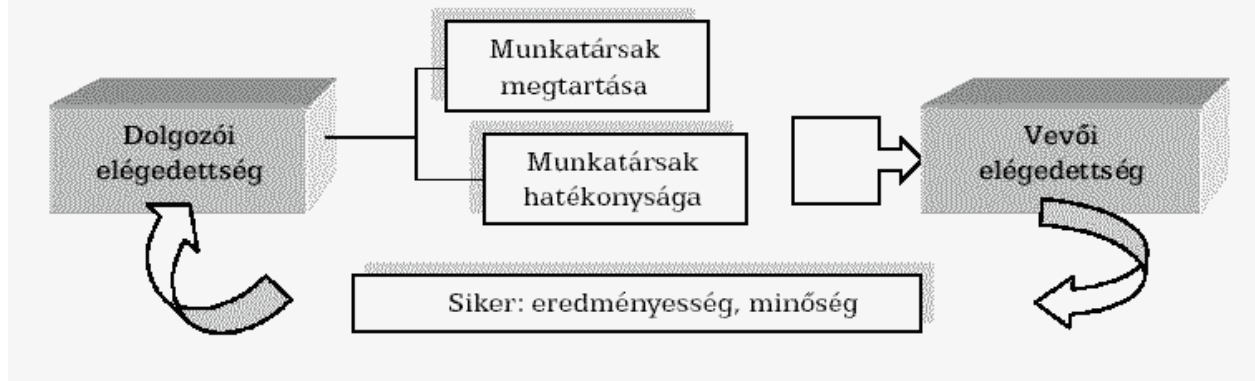 Munkatársak
megtartása
Dolgozói
elégedettség
Munkatársak
hatékonysága
Vevői
elégedettség
Siker: eredményesség, minőség